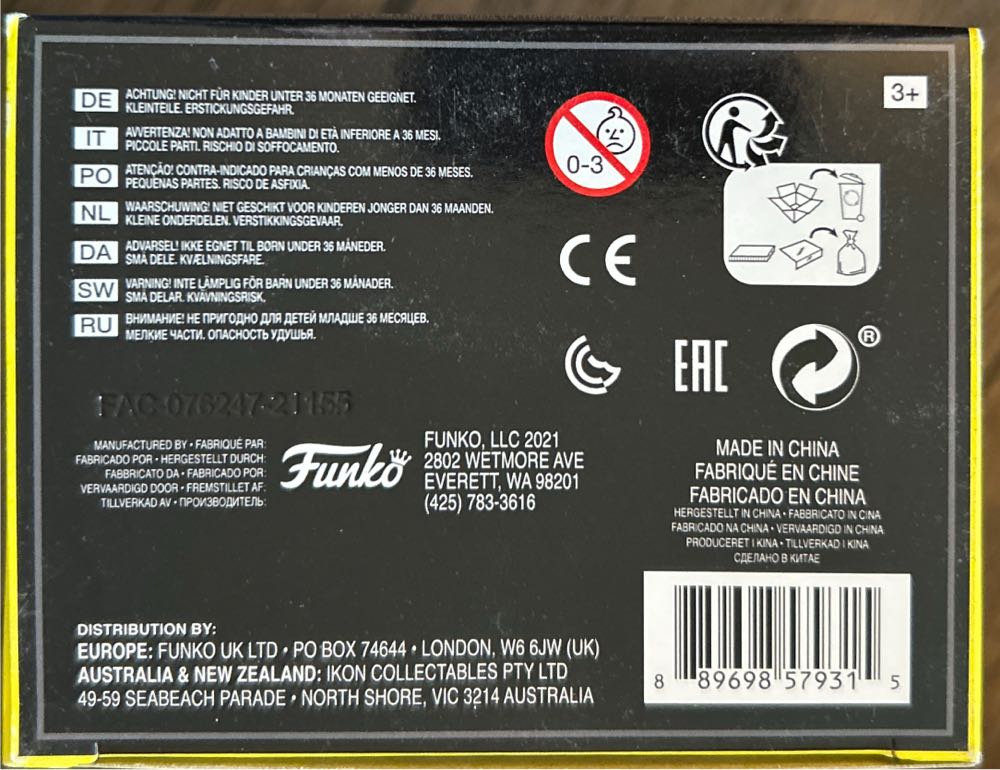 DE ACHTUNG! NICHT FÜR KINDER UNTER 36 MONATEN GEEIGNET.
KLEINTEILE. ERSTICKUNGSGEFAHR.
IT AVVERTENZA! NON ADATTO A BAMBINI DI ETÀ INFERIORE A 36 MESI.
PICCOLE PARTI. RISCHIO DI SOFFOCAMENTO.
PO ATENÇÃO! CONTRA-INDICADO PARA CRIANÇAS COM MENOS DE 36 MESES.
PEQUENAS PARTES. RISCO DE ASFIXIA.
NL WAARSCHUWING! NIET GESCHIKT VOOR KINDEREN JONGER DAN 36 MAANDEN.
KLEINE ONDERDELEN. VERSTIKKINGSGEVAAR.
DA ADVARSEL! IKKE EGNET TIL BØRN UNDER 36 MÅNEDER.
SMÅ DELE. KVÆLNINGSFARE.
SW VARNING! INTE LÄMPLIG FÖR BARN UNDER 36 MÅNADER.
SMÅ DELAR. KVÄVNINGSRISK.
RU ВНИМАНИЕ! НЕ ПРИГОДНО ДЛЯ ДЕТЕЙ МЛАДШЕ 36 МЕСЯЦЕВ.
МЕЛКИЕ ЧАСТИ. ОПАСНОСТЬ УДУШЬЯ.
0-3
3+
CE
EAC
®
FAC-076247-21155
MANUFACTURED BY • FABRIQUÉ PAR:
FABRICADO POR • HERGESTELLT DURCH:
FABBRICATO DA • FABRICADO POR:
VERVAARDIGD DOOR • FREMSTILLET AF:
TILLVERKAD AV • ПРОИЗВОДИТЕЛЬ:
Funko
FUNKO, LLC 2021
2802 WETMORE AVE
EVERETT, WA 98201
(425) 783-3616
MADE IN CHINA
FABRIQUÉ EN CHINE
FABRICADO EN CHINA
HERGESTELLT IN CHINA • FABBRICATO IN CINA
FABRICADO NA CHINA • VERVAARDIGD IN CHINA
PRODUCERET I KINA • TILLVERKAD I KINA
СДЕЛАНО В КИТАЕ
DISTRIBUTION BY:
EUROPE: FUNKO UK LTD • PO BOX 74644 • LONDON, W6 6JW (UK)
AUSTRALIA & NEW ZEALAND: IKON COLLECTABLES PTY LTD
49-59 SEABEACH PARADE • NORTH SHORE, VIC 3214 AUSTRALIA
8 89698 57931 5